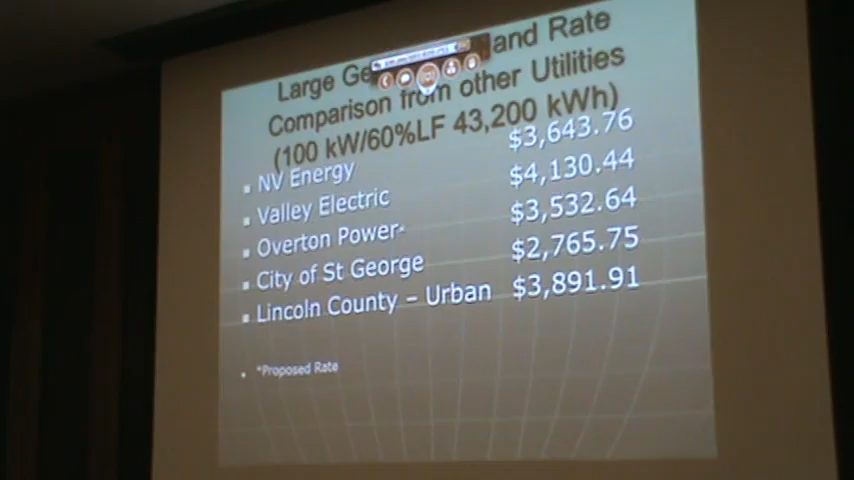 Large Ge and Rate
Comparison from other Utilities
(100 kW/60%LF 43,200 kWh)
▪ NV Energy $3,643.76
▪ Valley Electric $4,130.44
▪ Overton Power* $3,532.64
▪ City of St George $2,765.75
▪ Lincoln County – Urban $3,891.91
▪ *Proposed Rate